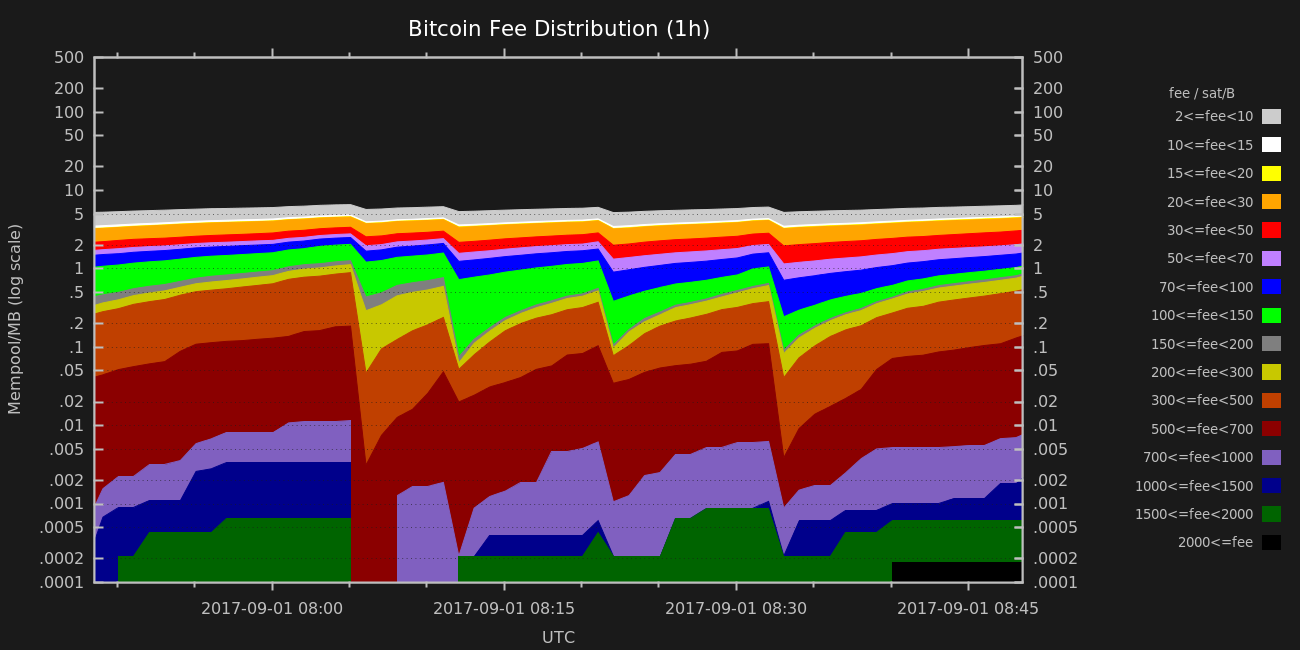 Bitcoin Fee Distribution (1h)
500
200
100
50
20
10
5
2
1
.5
.2
.1
.05
.02
.01
.005
.002
.001
.0005
.0002
.0001
Mempool/MB (log scale)
500
200
100
50
20
10
5
2
1
.5
.2
.1
.05
.02
.01
.005
.002
.001
.0005
.0002
.0001
2017-09-01 08:00
2017-09-01 08:15
2017-09-01 08:30
2017-09-01 08:45
UTC
fee / sat/B
2<=fee<10
10<=fee<15
15<=fee<20
20<=fee<30
30<=fee<50
50<=fee<70
70<=fee<100
100<=fee<150
150<=fee<200
200<=fee<300
300<=fee<500
500<=fee<700
700<=fee<1000
1000<=fee<1500
1500<=fee<2000
2000<=fee